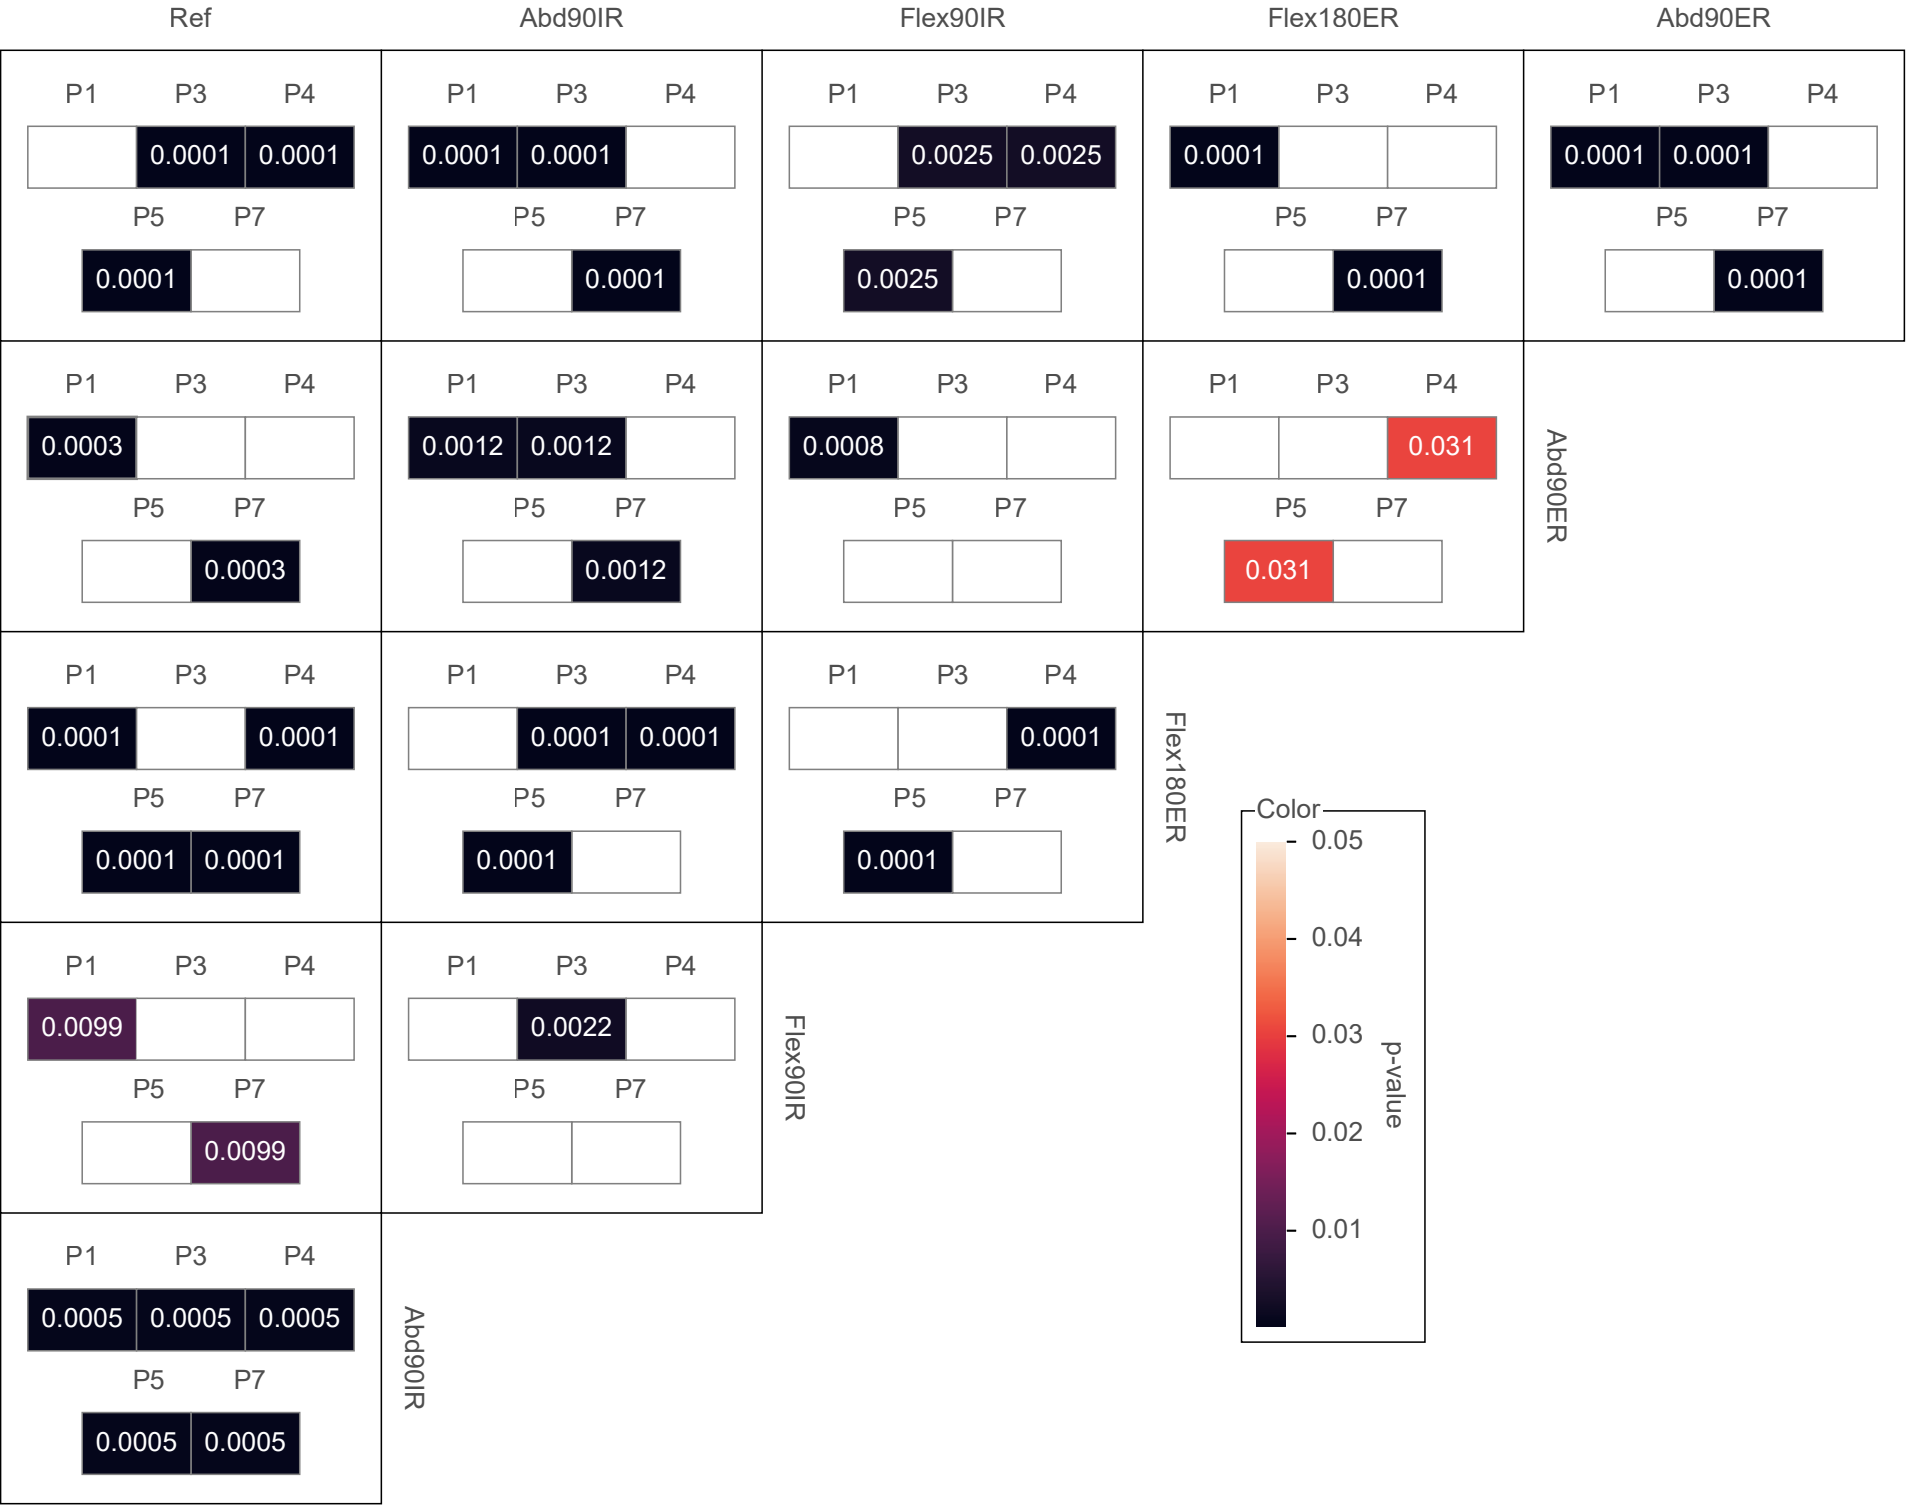 Ref Abd90IR Flex90IR Flex180ER Abd90ER
P1 P3 P4 P1 P3 P4 P1 P3 P4 P1 P3 P4 P1 P3 P4
0.0001 0.0001 0.0001 0.0001 0.0025 0.0025 0.0001 0.0001 0.0001
P5 P7 P5 P7 P5 P7 P5 P7 P5 P7
0.0001 0.0001 0.0025 0.0001 0.0001
P1 P3 P4 P1 P3 P4 P1 P3 P4 P1 P3 P4
0.0003 0.0012 0.0012 0.0008 0.031
P5 P7 P5 P7 P5 P7 P5 P7
0.0003 0.0012 0.031
Abd90ER
P1 P3 P4 P1 P3 P4 P1 P3 P4
0.0001 0.0001 0.0001 0.0001 0.0001
P5 P7 P5 P7 P5 P7
0.0001 0.0001 0.0001 0.0001
Flex180ER
P1 P3 P4 P1 P3 P4
0.0099 0.0022
P5 P7 P5 P7
0.0099
Flex90IR
P1 P3 P4
0.0005 0.0005 0.0005
P5 P7
0.0005 0.0005
Abd90IR
Color
0.05
0.04
0.03
0.02
0.01
p-value